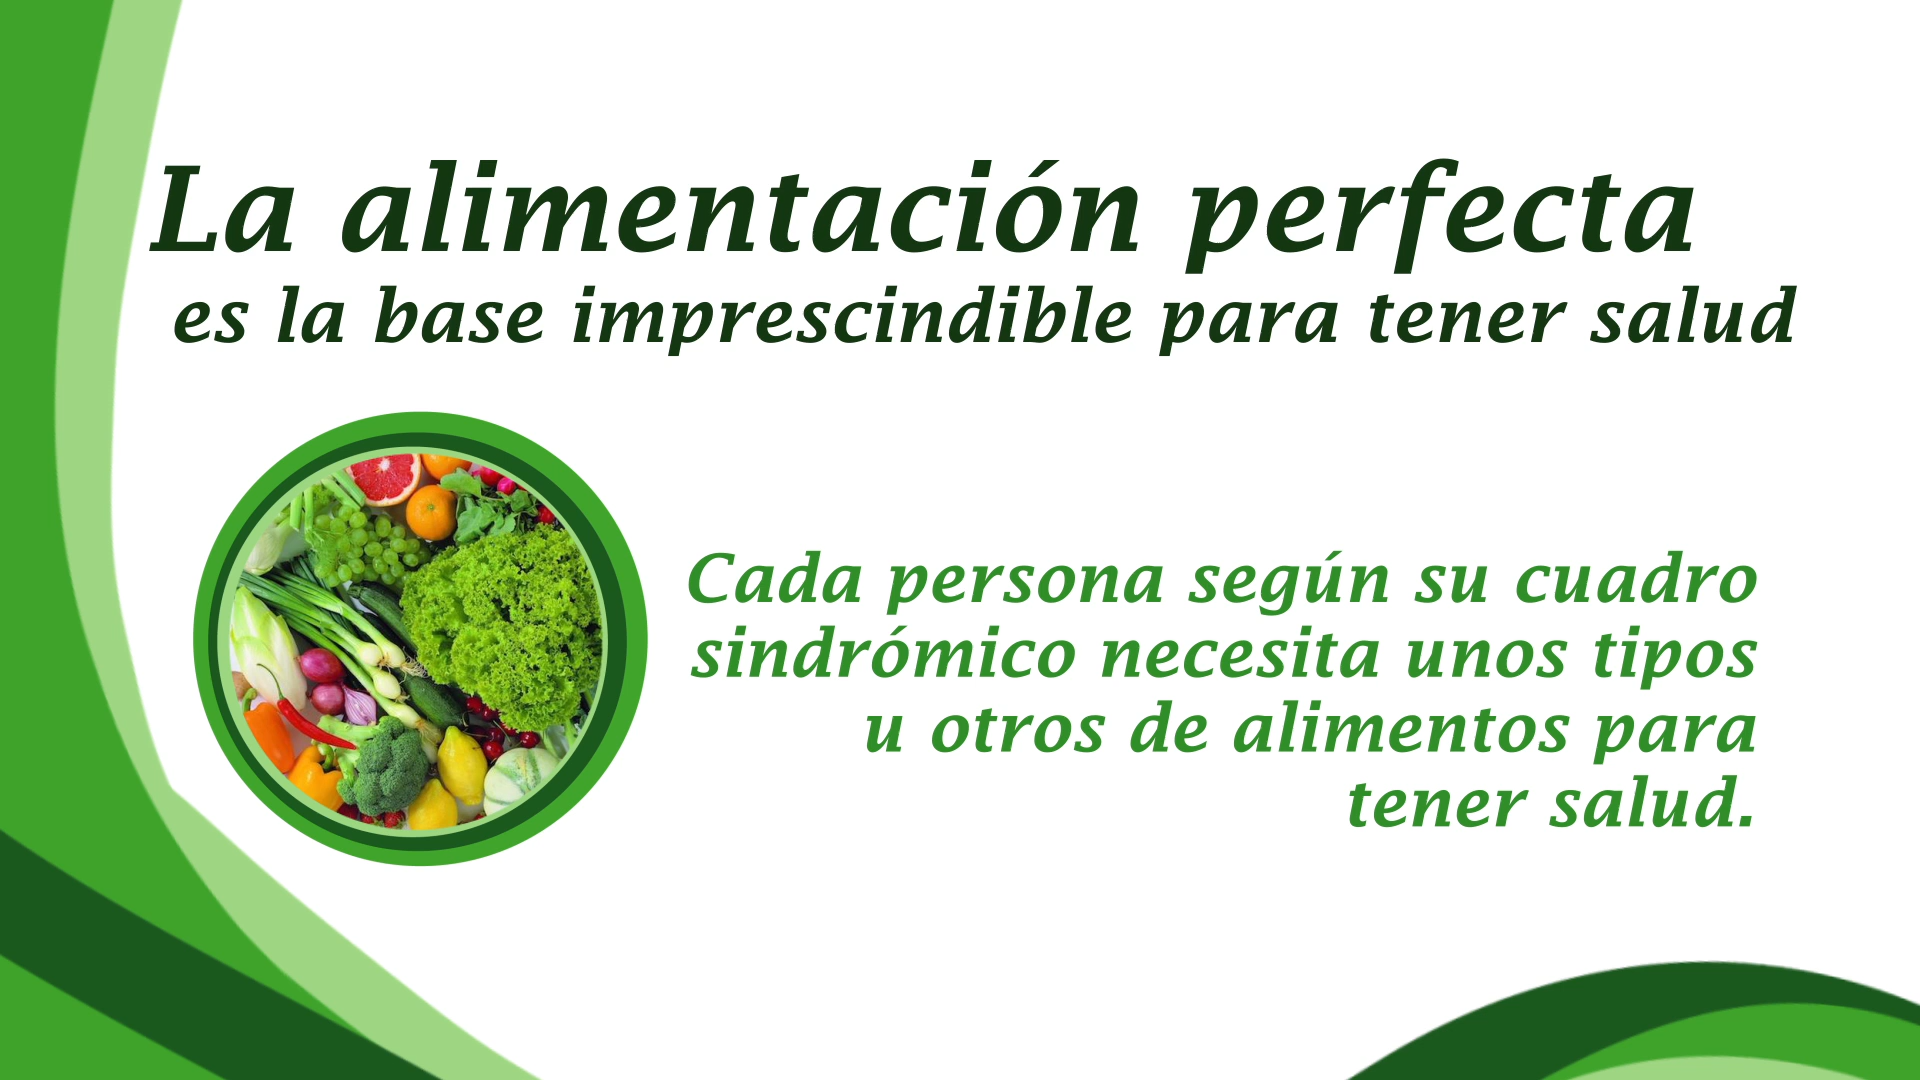 La alimentación perfecta
es la base imprescindible para tener salud
Cada persona según su cuadro
sindrómico necesita unos tipos
u otros de alimentos para
tener salud.